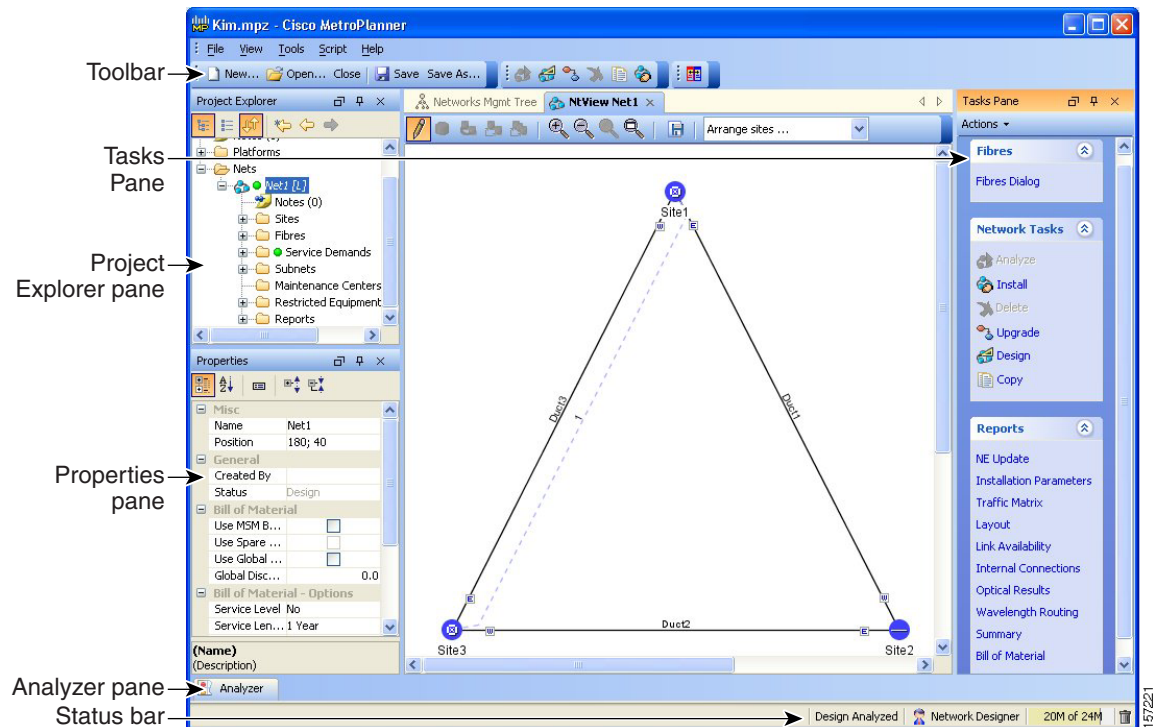 Kim.mpz - Cisco MetroPlanner
File View Tools Script Help
Toolbar
New... Open... Close Save Save As...
Project Explorer
Networks Mgmt Tree NtView Net1
Tasks Pane
Actions
Arrange sites ...
Tasks
Pane
Platforms
Nets
Net1 [L]
Notes (0)
Sites
Fibres
Service Demands
Subnets
Maintenance Centers
Restricted Equipment
Reports
Project
Explorer pane
Properties
Misc
Name Net1
Position 180; 40
General
Created By
Status Design
Bill of Material
Use MSM B...
Use Spare ...
Use Global ...
Global Disc... 0.0
Bill of Material - Options
Service Level No
Service Len... 1 Year
(Name)
(Description)
Properties
pane
Site1
W
E
Duct3
1
Duct1
E
W
W
Duct2
E
Site3
Site2
Fibres
Fibres Dialog
Network Tasks
Analyze
Install
Delete
Upgrade
Design
Copy
Reports
NE Update
Installation Parameters
Traffic Matrix
Layout
Link Availability
Internal Connections
Optical Results
Wavelength Routing
Summary
Bill of Material
Analyzer pane
Analyzer
Status bar
Design Analyzed Network Designer 20M of 24M
157221